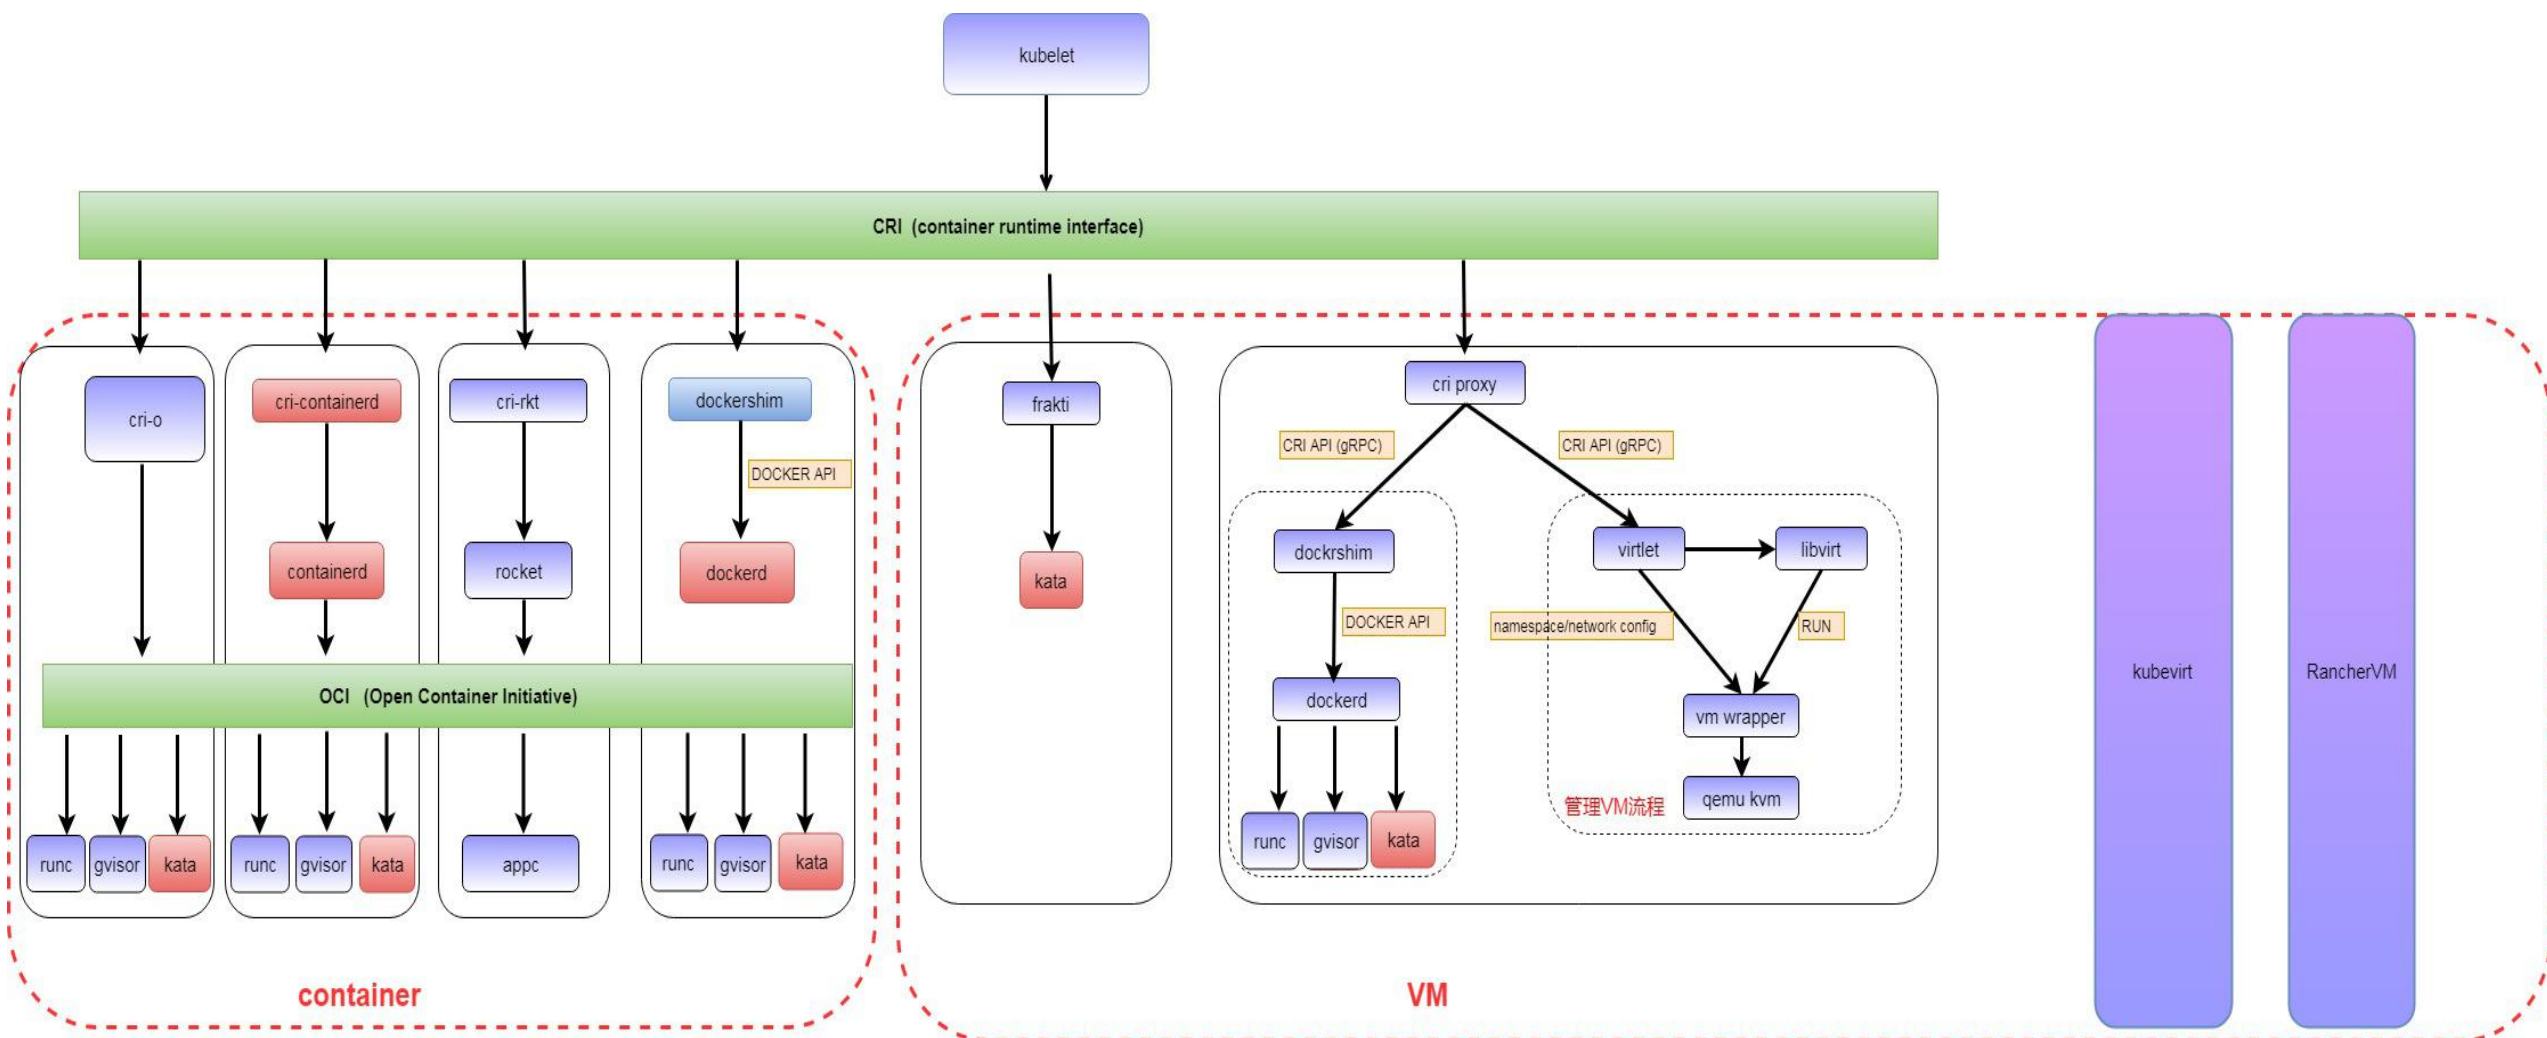 kubelet
CRI (container runtime interface)
cri-o
cri-containerd
cri-rkt
dockershim
frakti
cri proxy
DOCKER API
CRI API (gRPC)
CRI API (gRPC)
containerd
rocket
dockerd
kata
dockrshim
virtlet
libvirt
DOCKER API
namespace/network config
RUN
OCI (Open Container Initiative)
dockerd
vm wrapper
qemu kvm
管理VM流程
runc
gvisor
kata
runc
gvisor
kata
appc
runc
gvisor
kata
runc
gvisor
kata
kubevirt
RancherVM
container
VM